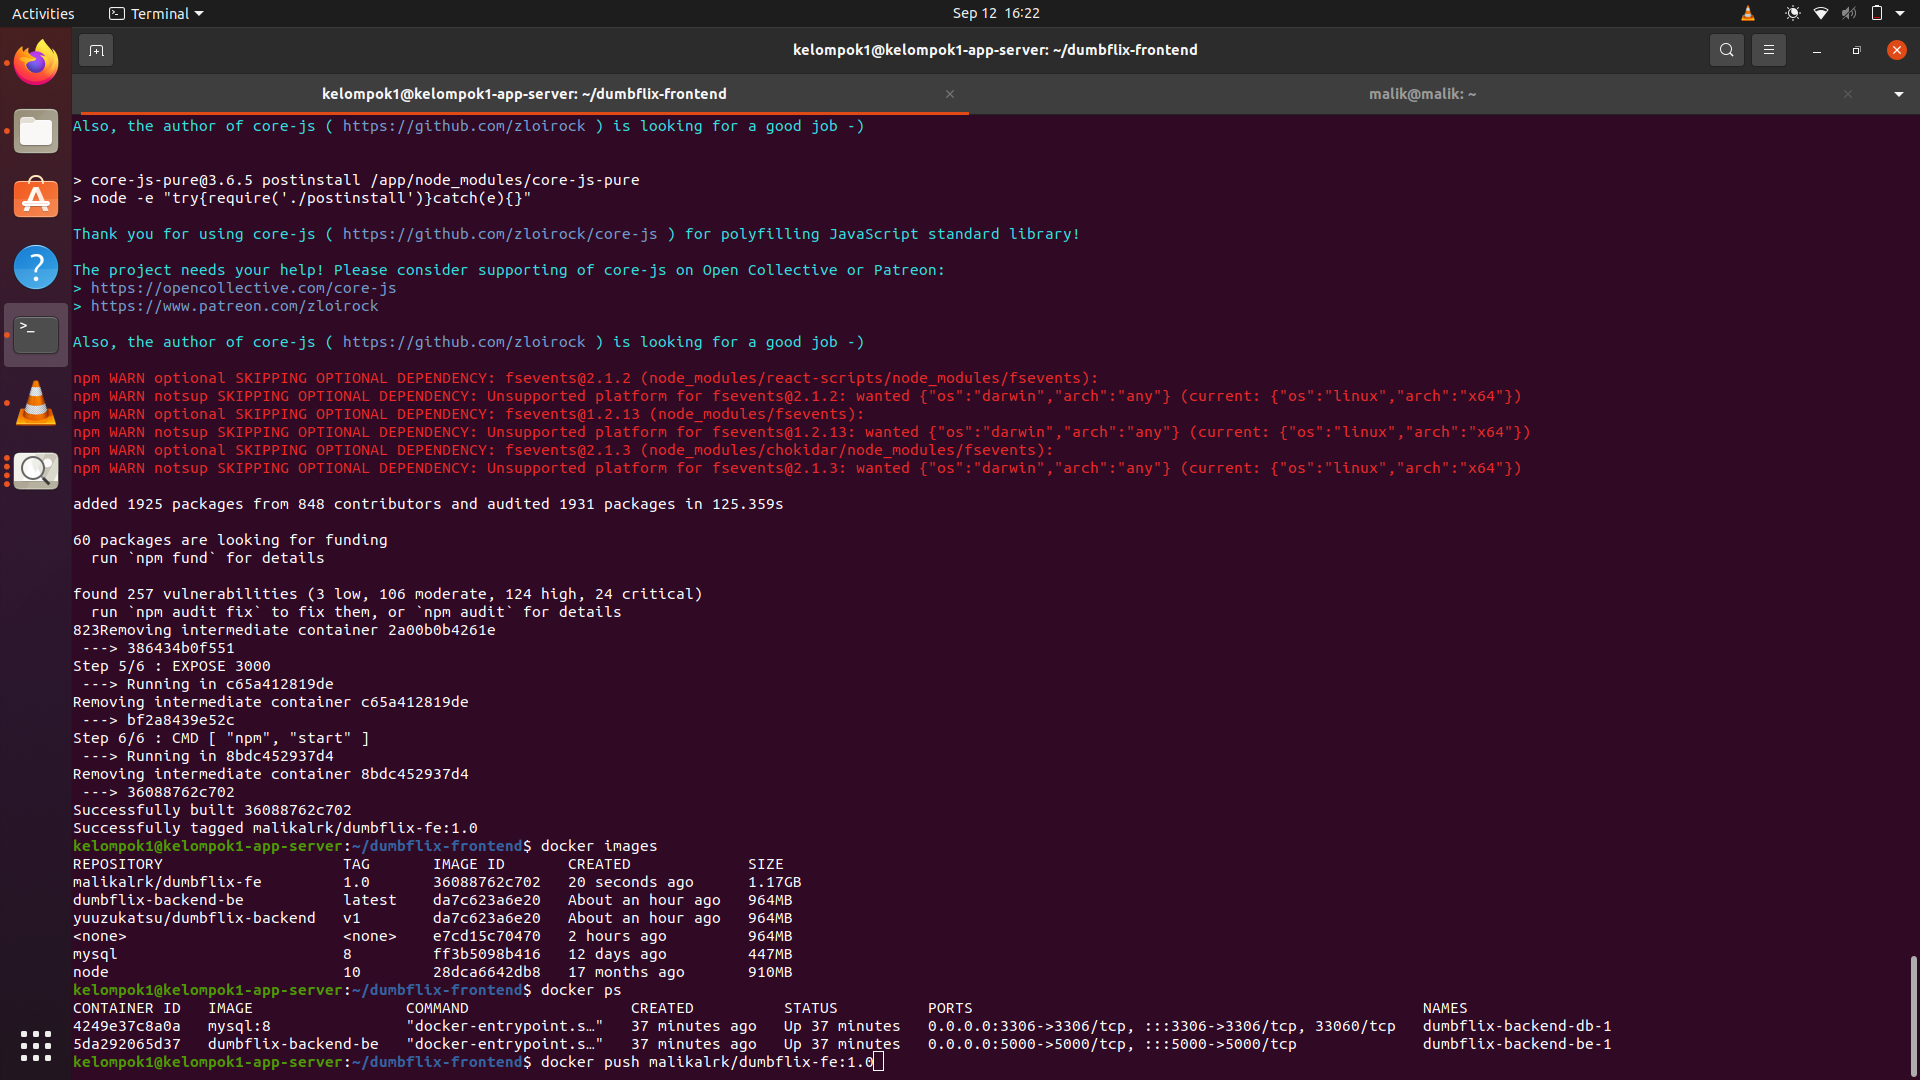 Activities Terminal Sep 12 16:22
kelompok1@kelompok1-app-server: ~/dumbflix-frontend
kelompok1@kelompok1-app-server: ~/dumbflix-frontend malik@malik: ~
Also, the author of core-js ( https://github.com/zloirock ) is looking for a good job -)
> core-js-pure@3.6.5 postinstall /app/node_modules/core-js-pure
> node -e "try{require('./postinstall')}catch(e){}"
Thank you for using core-js ( https://github.com/zloirock/core-js ) for polyfilling JavaScript standard library!
The project needs your help! Please consider supporting of core-js on Open Collective or Patreon:
> https://opencollective.com/core-js
> https://www.patreon.com/zloirock
Also, the author of core-js ( https://github.com/zloirock ) is looking for a good job -)
npm WARN optional SKIPPING OPTIONAL DEPENDENCY: fsevents@2.1.2 (node_modules/react-scripts/node_modules/fsevents):
npm WARN notsup SKIPPING OPTIONAL DEPENDENCY: Unsupported platform for fsevents@2.1.2: wanted {"os":"darwin","arch":"any"} (current: {"os":"linux","arch":"x64"})
npm WARN optional SKIPPING OPTIONAL DEPENDENCY: fsevents@1.2.13 (node_modules/fsevents):
npm WARN notsup SKIPPING OPTIONAL DEPENDENCY: Unsupported platform for fsevents@1.2.13: wanted {"os":"darwin","arch":"any"} (current: {"os":"linux","arch":"x64"})
npm WARN optional SKIPPING OPTIONAL DEPENDENCY: fsevents@2.1.3 (node_modules/chokidar/node_modules/fsevents):
npm WARN notsup SKIPPING OPTIONAL DEPENDENCY: Unsupported platform for fsevents@2.1.3: wanted {"os":"darwin","arch":"any"} (current: {"os":"linux","arch":"x64"})
added 1925 packages from 848 contributors and audited 1931 packages in 125.359s
60 packages are looking for funding
  run `npm fund` for details
found 257 vulnerabilities (3 low, 106 moderate, 124 high, 24 critical)
  run `npm audit fix` to fix them, or `npm audit` for details
823Removing intermediate container 2a00b0b4261e
 ---> 386434b0f551
Step 5/6 : EXPOSE 3000
 ---> Running in c65a412819de
Removing intermediate container c65a412819de
 ---> bf2a8439e52c
Step 6/6 : CMD [ "npm", "start" ]
 ---> Running in 8bdc452937d4
Removing intermediate container 8bdc452937d4
 ---> 36088762c702
Successfully built 36088762c702
Successfully tagged malikalrk/dumbflix-fe:1.0
kelompok1@kelompok1-app-server:~/dumbflix-frontend$ docker images
REPOSITORY                    TAG       IMAGE ID       CREATED             SIZE
malikalrk/dumbflix-fe         1.0       36088762c702   20 seconds ago      1.17GB
dumbflix-backend-be           latest    da7c623a6e20   About an hour ago   964MB
yuuzukatsu/dumbflix-backend   v1        da7c623a6e20   About an hour ago   964MB
<none>                        <none>    e7cd15c70470   2 hours ago         964MB
mysql                         8         ff3b5098b416   12 days ago         447MB
node                          10        28dca6642db8   17 months ago       910MB
kelompok1@kelompok1-app-server:~/dumbflix-frontend$ docker ps
CONTAINER ID   IMAGE                 COMMAND                  CREATED          STATUS          PORTS                                                  NAMES
4249e37c8a0a   mysql:8               "docker-entrypoint.s…"   37 minutes ago   Up 37 minutes   0.0.0.0:3306->3306/tcp, :::3306->3306/tcp, 33060/tcp   dumbflix-backend-db-1
5da292065d37   dumbflix-backend-be   "docker-entrypoint.s…"   37 minutes ago   Up 37 minutes   0.0.0.0:5000->5000/tcp, :::5000->5000/tcp              dumbflix-backend-be-1
kelompok1@kelompok1-app-server:~/dumbflix-frontend$ docker push malikalrk/dumbflix-fe:1.0